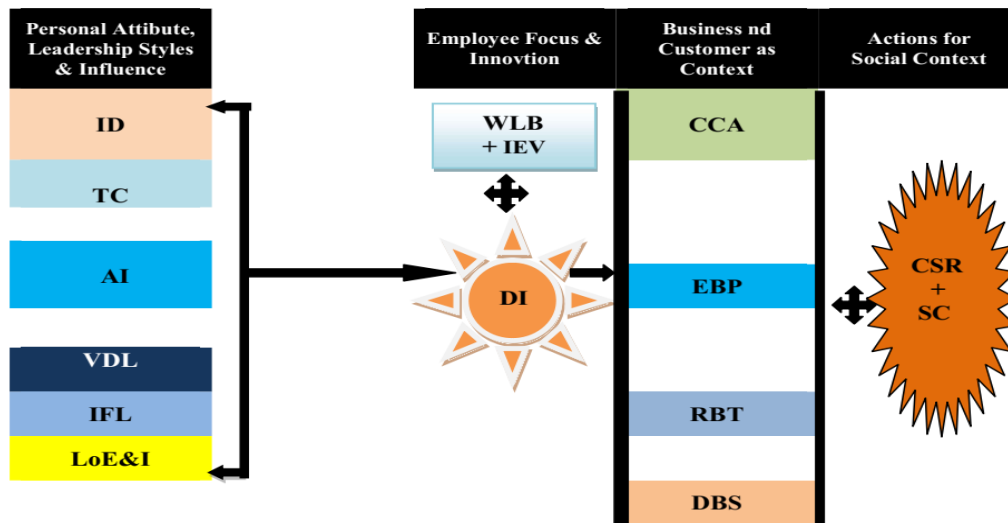 Personal Attibute,
Leadership Styles
& Influence
Employee Focus &
Innovtion
Business nd
Customer as
Context
Actions for
Social Context
ID
TC
AI
VDL
IFL
LoE&I
WLB
+ IEV
DI
CCA
EBP
RBT
DBS
CSR
+
SC